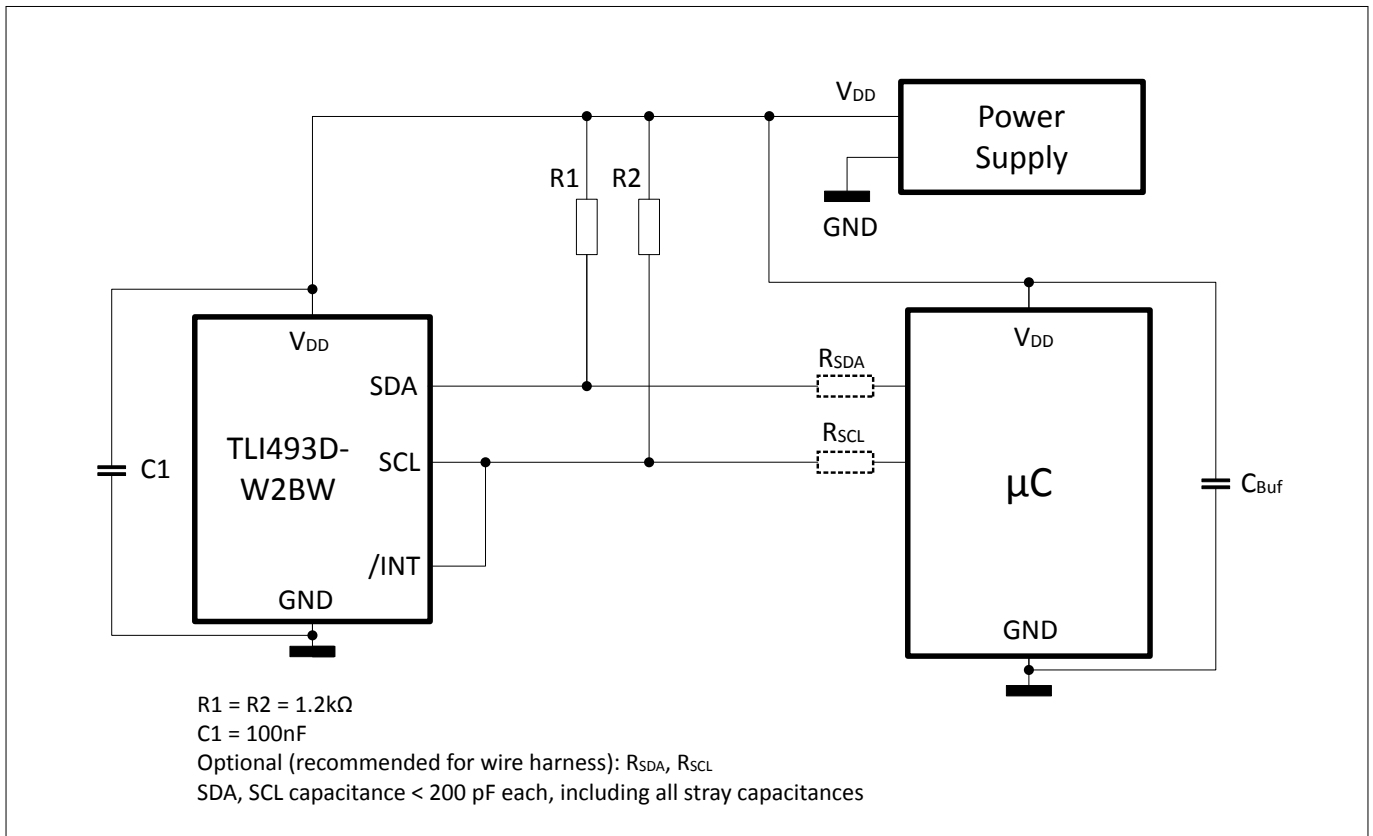 VDD
Power
Supply
GND
R1
R2
VDD
SDA
SCL
/INT
GND
TLI493D-
W2BW
C1
RSDA
RSCL
VDD
µC
GND
CBuf
R1 = R2 = 1.2kΩ
C1 = 100nF
Optional (recommended for wire harness): RSDA, RSCL
SDA, SCL capacitance < 200 pF each, including all stray capacitances